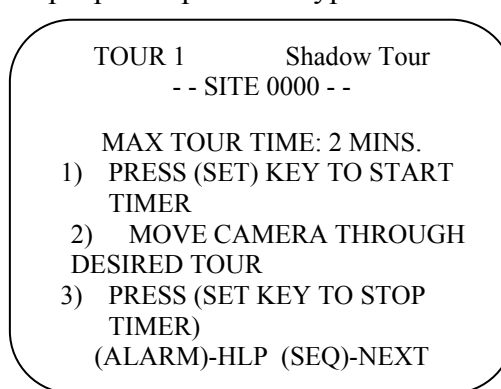 TOUR 1 Shadow Tour
- - SITE 0000 - -
MAX TOUR TIME: 2 MINS.
1) PRESS (SET) KEY TO START
TIMER
2) MOVE CAMERA THROUGH
DESIRED TOUR
3) PRESS (SET KEY TO STOP
TIMER)
(ALARM)-HLP (SEQ)-NEXT